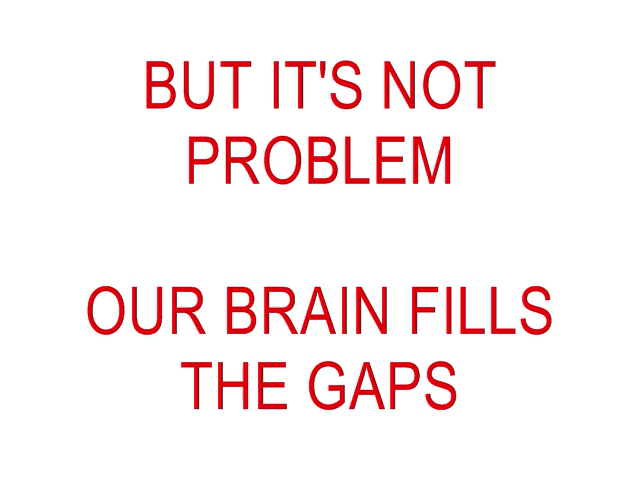 BUT IT'S NOT
PROBLEM
OUR BRAIN FILLS
THE GAPS